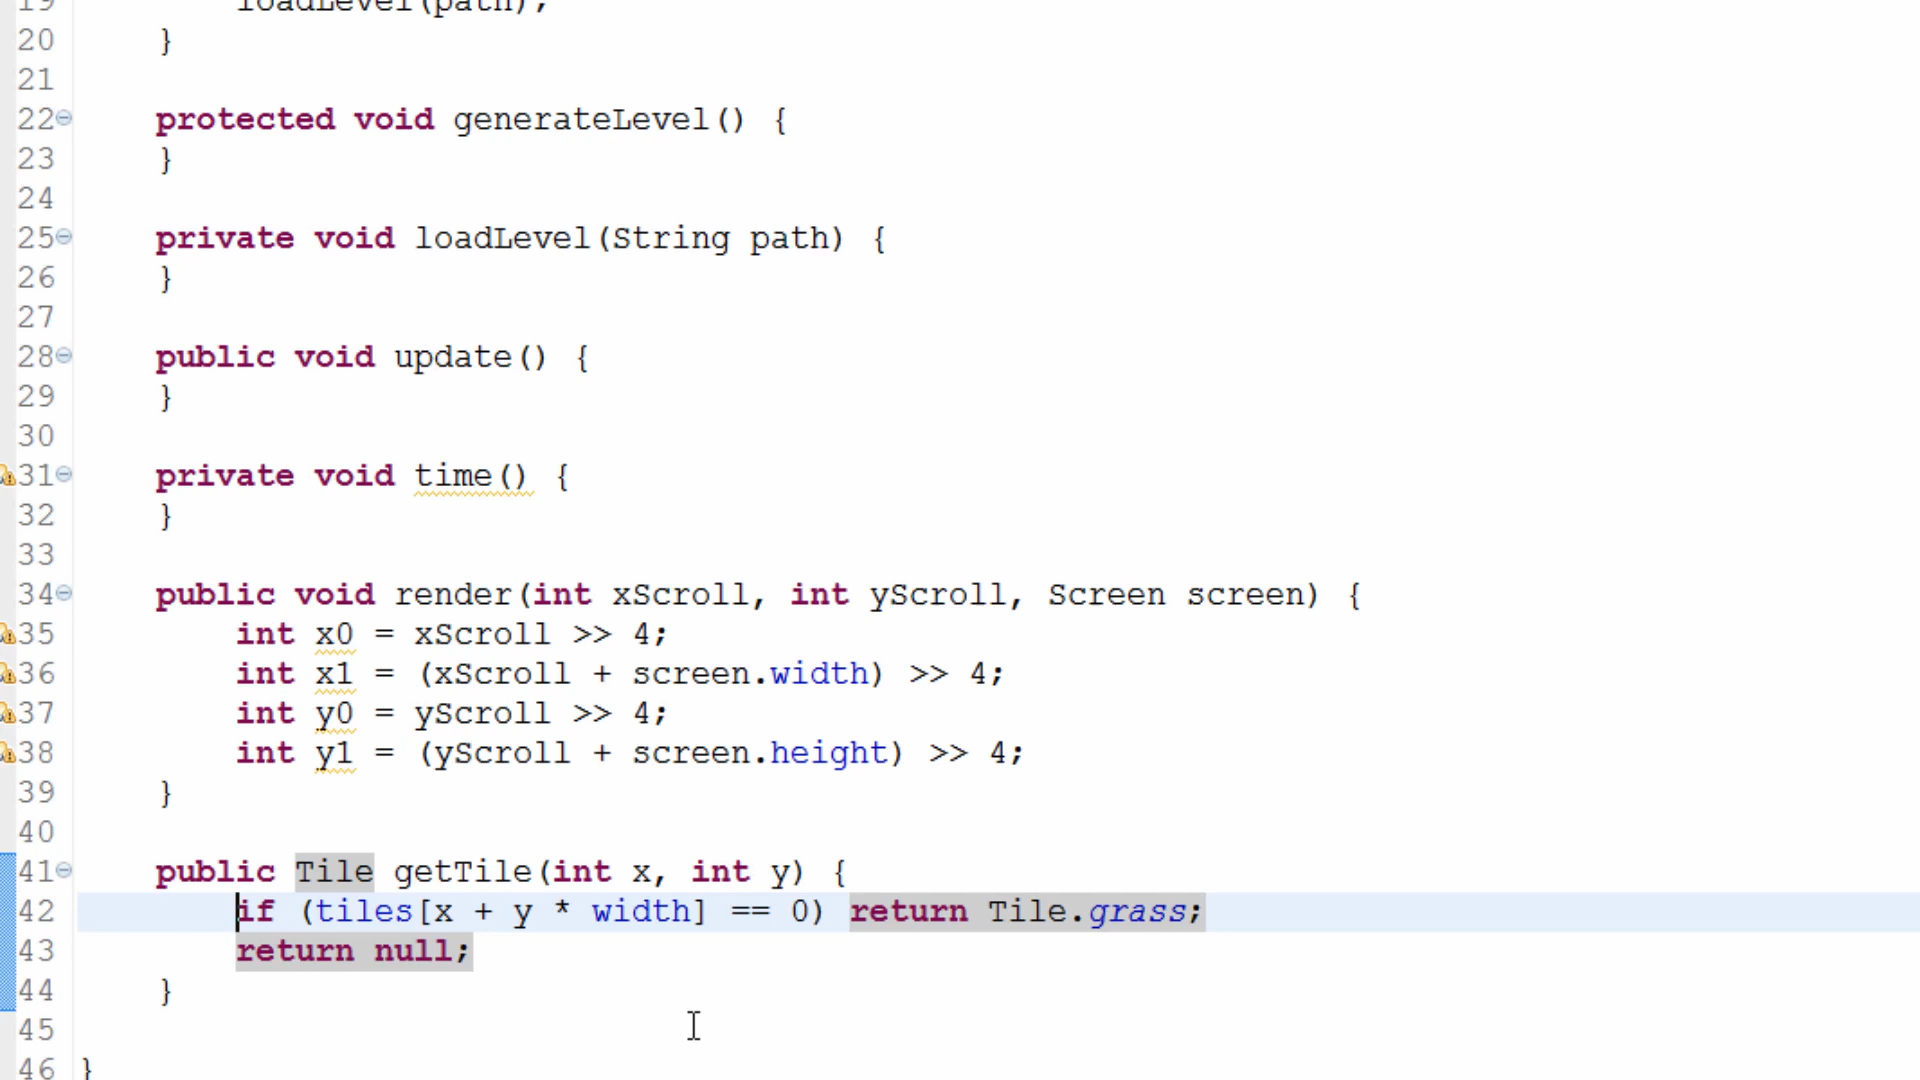 19 loadLevel(path);
20 }
21
22 protected void generateLevel() {
23 }
24
25 private void loadLevel(String path) {
26 }
27
28 public void update() {
29 }
30
31 private void time() {
32 }
33
34 public void render(int xScroll, int yScroll, Screen screen) {
35 int x0 = xScroll >> 4;
36 int x1 = (xScroll + screen.width) >> 4;
37 int y0 = yScroll >> 4;
38 int y1 = (yScroll + screen.height) >> 4;
39 }
40
41 public Tile getTile(int x, int y) {
42 if (tiles[x + y * width] == 0) return Tile.grass;
43 return null;
44 }
45
46 }